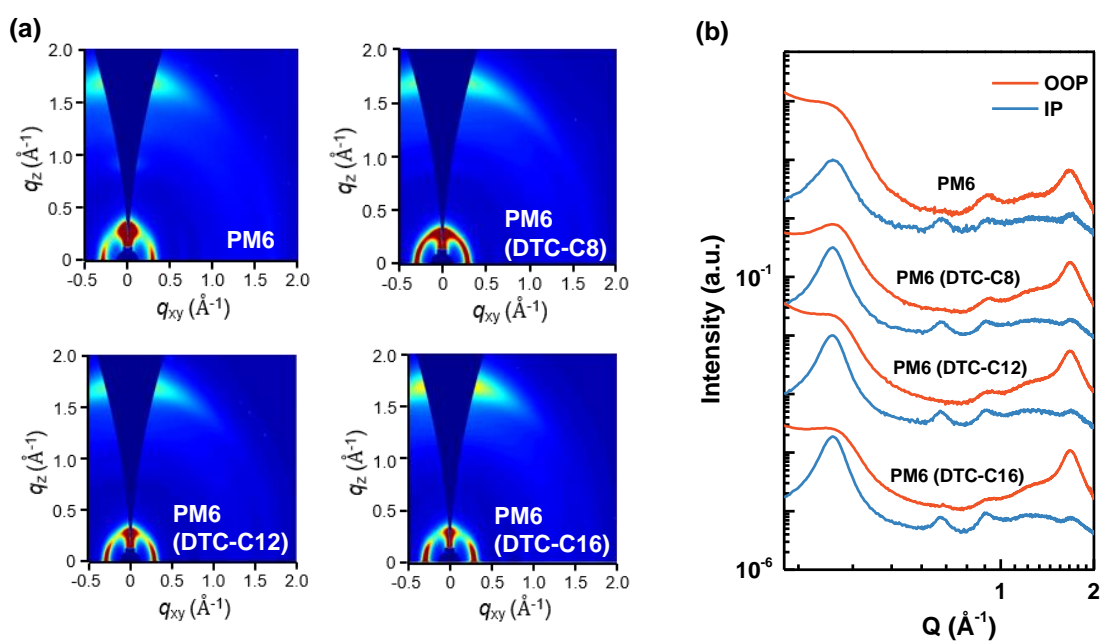 (a)
2.0
1.5
1.0
0.5
0
qz (Å-1)
PM6
-0.5 0 0.5 1.0 1.5 2.0
qxy (Å-1)
2.0
1.5
1.0
0.5
0
qz (Å-1)
PM6
(DTC-C8)
-0.5 0 0.5 1.0 1.5 2.0
qxy (Å-1)
2.0
1.5
1.0
0.5
0
qz (Å-1)
PM6
(DTC-C12)
-0.5 0 0.5 1.0 1.5 2.0
qxy (Å-1)
2.0
1.5
1.0
0.5
0
qz (Å-1)
PM6
(DTC-C16)
-0.5 0 0.5 1.0 1.5 2.0
qxy (Å-1)
(b)
OOP
IP
PM6
PM6 (DTC-C8)
PM6 (DTC-C12)
PM6 (DTC-C16)
Intensity (a.u.)
10-1
10-6
1 2
Q (Å-1)